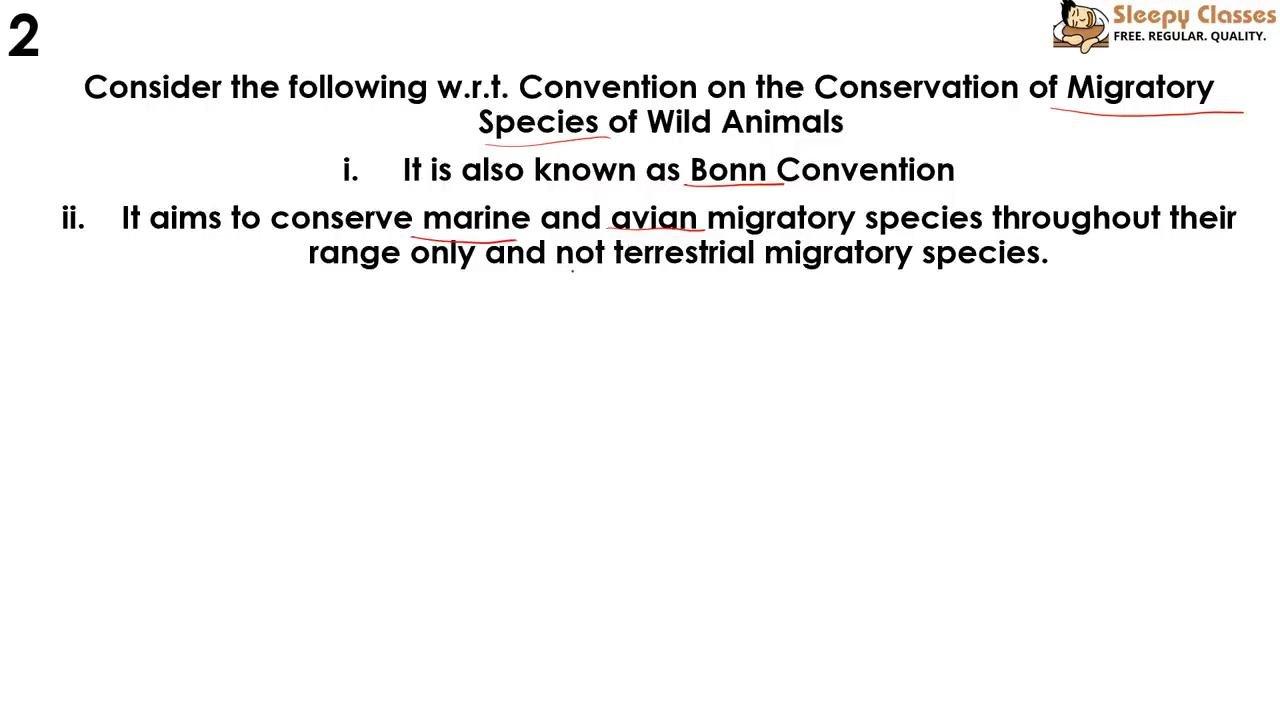 2
Sleepy Classes
FREE. REGULAR. QUALITY.
Consider the following w.r.t. Convention on the Conservation of Migratory
Species of Wild Animals
i. It is also known as Bonn Convention
ii. It aims to conserve marine and avian migratory species throughout their
range only and not terrestrial migratory species.